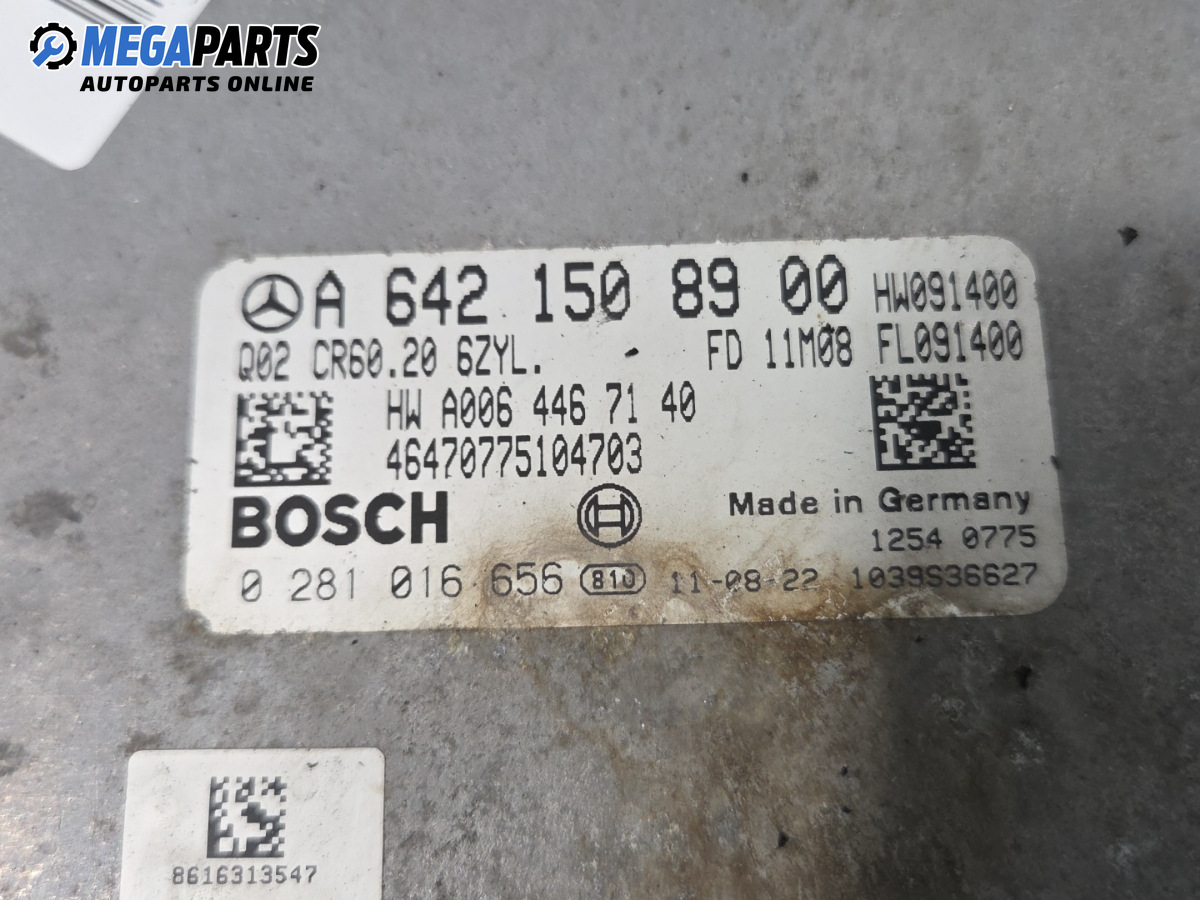 MEGAPARTS
AUTOPARTS ONLINE
A 642 150 89 00 HW091400
Q02 CR60.20 6ZYL. FD 11M08 FL091400
HW A006 446 71 40
46470775104703
BOSCH Made in Germany
1254 0775
0 281 016 656 810 11-08-22 1039S36627
8616313547